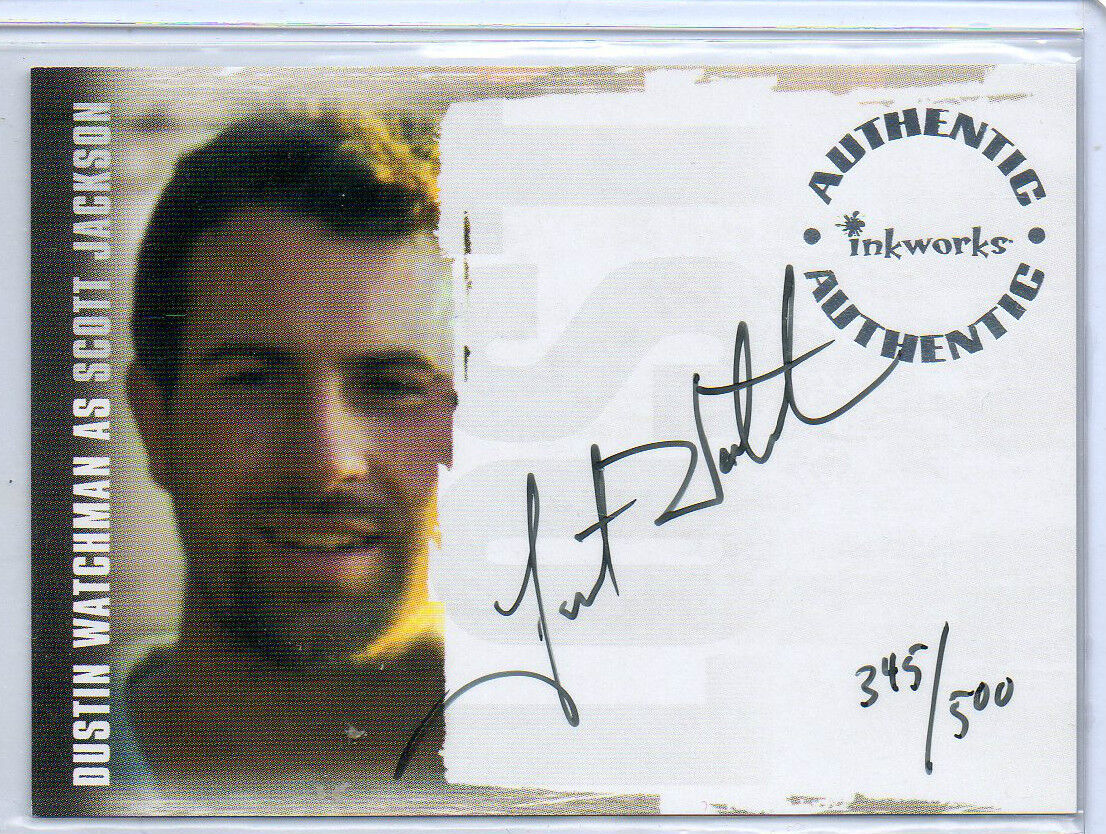 DUSTIN WATCHMAN AS SCOTT JACKSON
AUTHENTIC
inkworks
AUTHENTIC
345/500